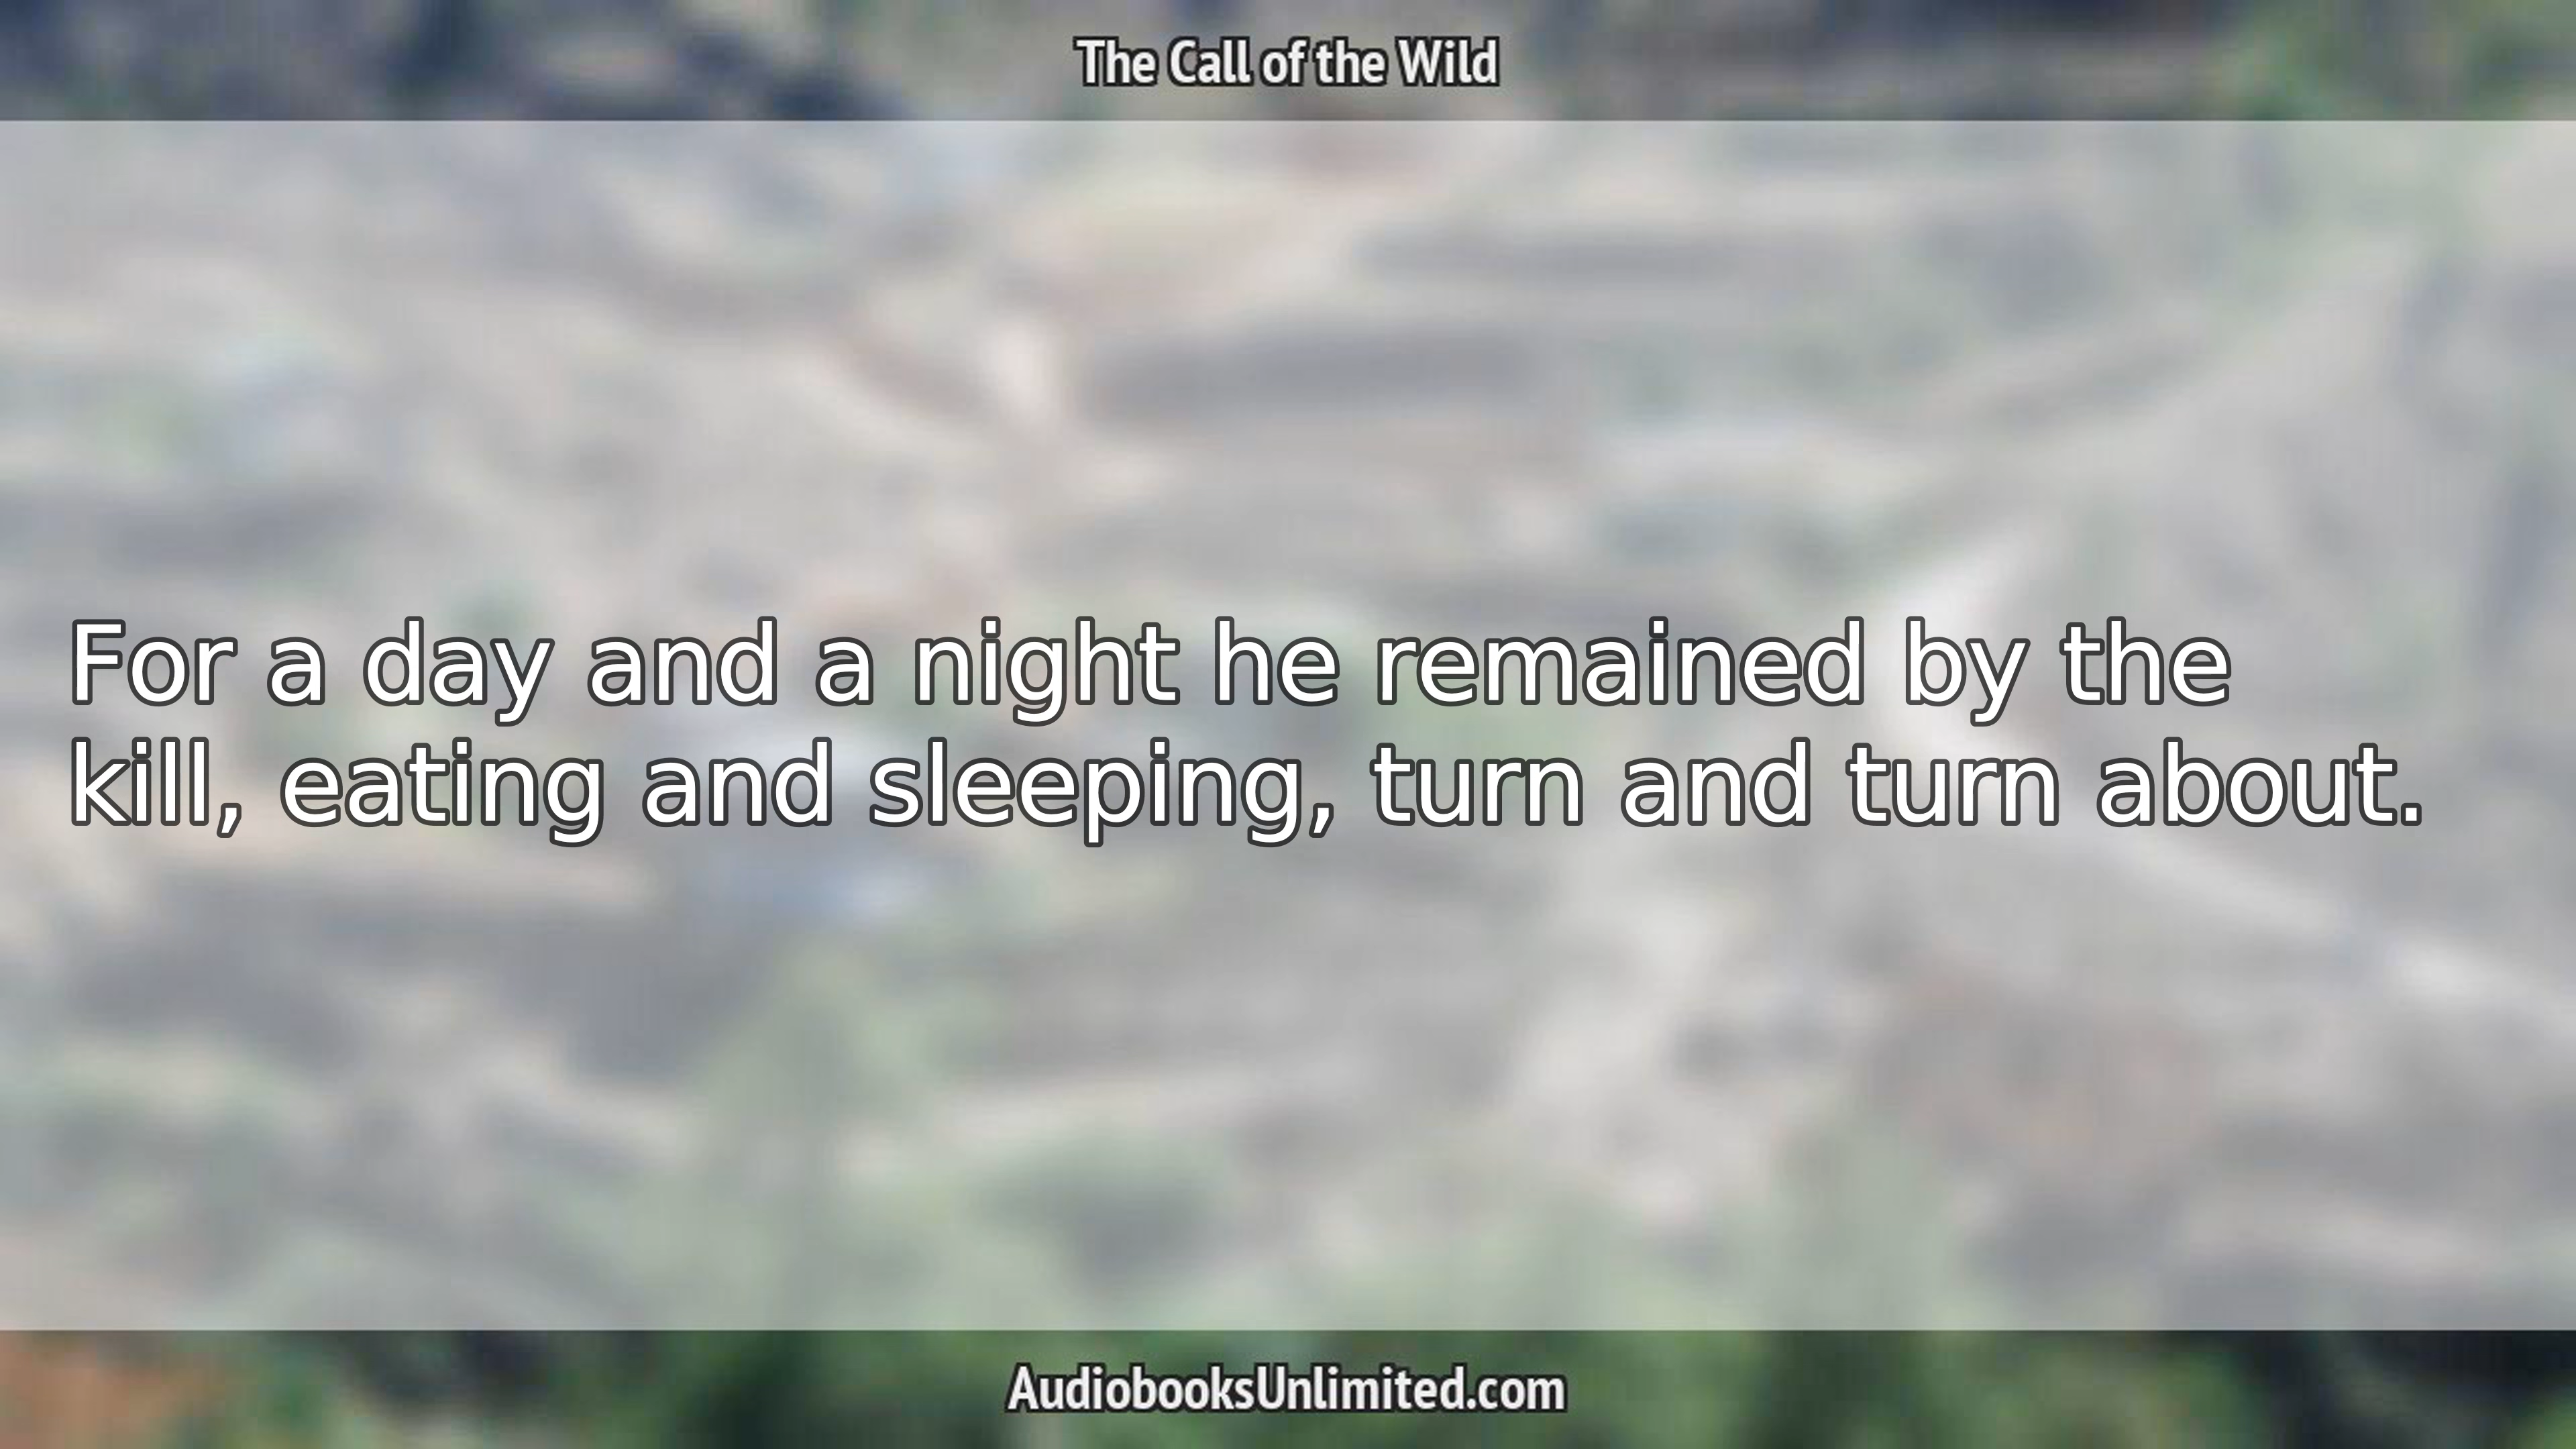 The Call of the Wild
For a day and a night he remained by the
kill, eating and sleeping, turn and turn about.
AudiobooksUnlimited.com